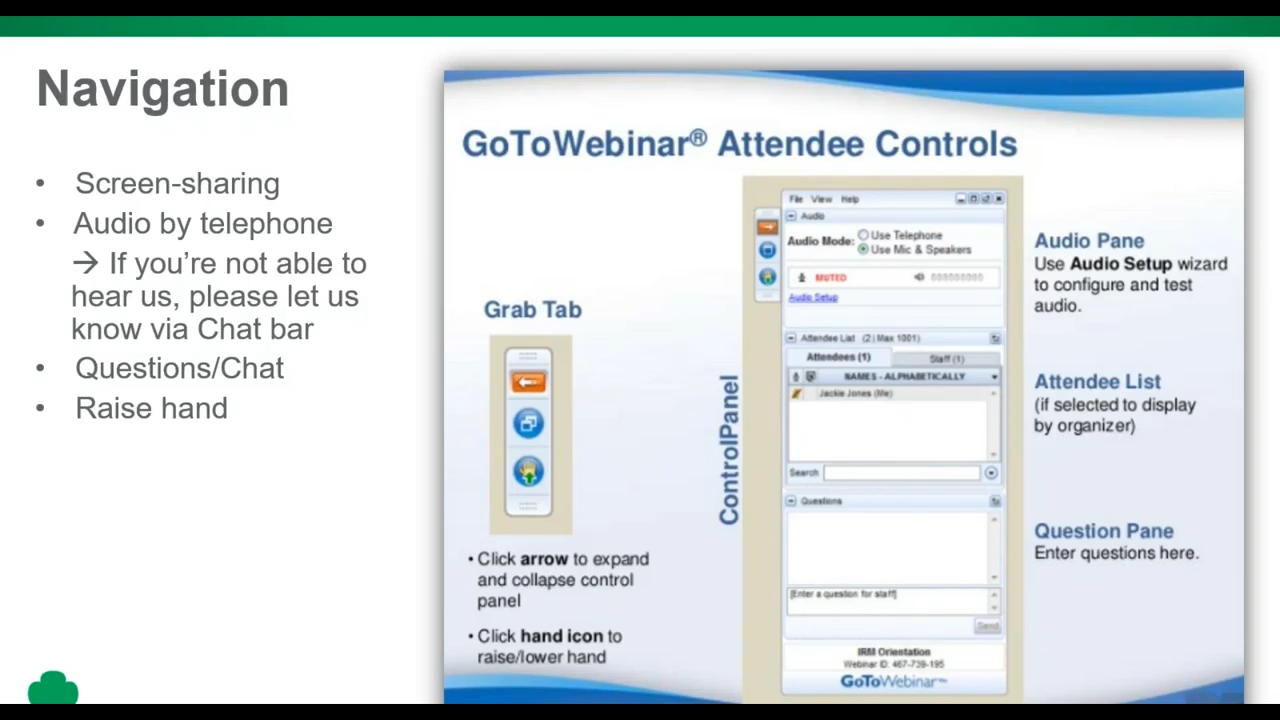 Navigation
• Screen-sharing
• Audio by telephone
→ If you're not able to
hear us, please let us
know via Chat bar
• Questions/Chat
• Raise hand
GoToWebinar® Attendee Controls
Grab Tab
• Click arrow to expand
and collapse control
panel
• Click hand icon to
raise/lower hand
ControlPanel
File View Help
Audio
Audio Mode: Use Telephone
Use Mic & Speakers
MUTED
Audio Setup
Attendee List (2 | Max 1001)
Attendees (1) Staff (1)
NAMES - ALPHABETICALLY
Jackie Jones (Me)
Search
Questions
[Enter a question for staff]
Send
IRM Orientation
Webinar ID: 467-739-195
GoToWebinar™
Audio Pane
Use Audio Setup wizard
to configure and test
audio.
Attendee List
(if selected to display
by organizer)
Question Pane
Enter questions here.